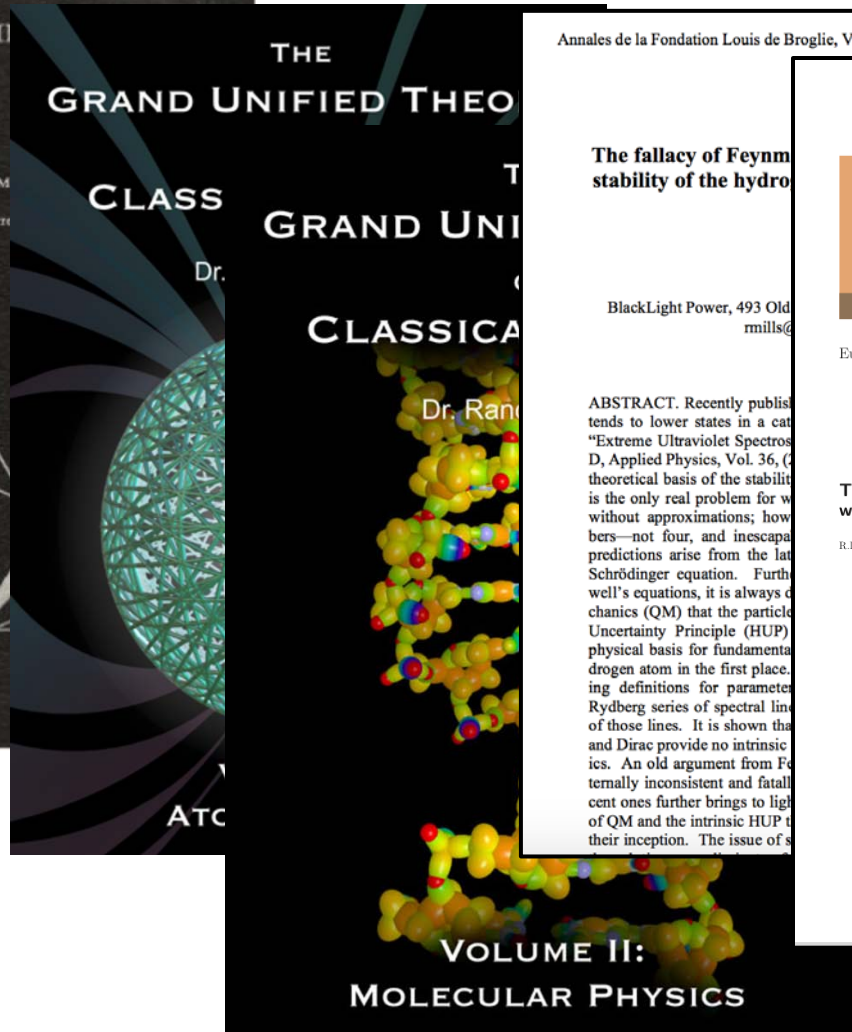 THE
GRAND UNIFIED THEO
CLASS
Dr.
ATO
GRAND UNI
CLASSICA
Dr. Rand
VOLUME II:
MOLECULAR PHYSICS
Annales de la Fondation Louis de Broglie, V
The fallacy of Feynm
stability of the hydro
BlackLight Power, 493 Old
rmills@
ABSTRACT. Recently publish
tends to lower states in a cat
“Extreme Ultraviolet Spectros
D, Applied Physics, Vol. 36, (2
theoretical basis of the stabilit
is the only real problem for w
without approximations; how
bers—not four, and inescapa
predictions arise from the lat
Schrödinger equation. Furthe
well’s equations, it is always d
chanics (QM) that the particle
Uncertainty Principle (HUP)
physical basis for fundamenta
drogen atom in the first place.
ing definitions for parameter
Rydberg series of spectral line
of those lines. It is shown tha
and Dirac provide no intrinsic
ics. An old argument from Fe
ternally inconsistent and fatall
cent ones further brings to ligh
of QM and the intrinsic HUP t
their inception. The issue of s
Eu
T
w